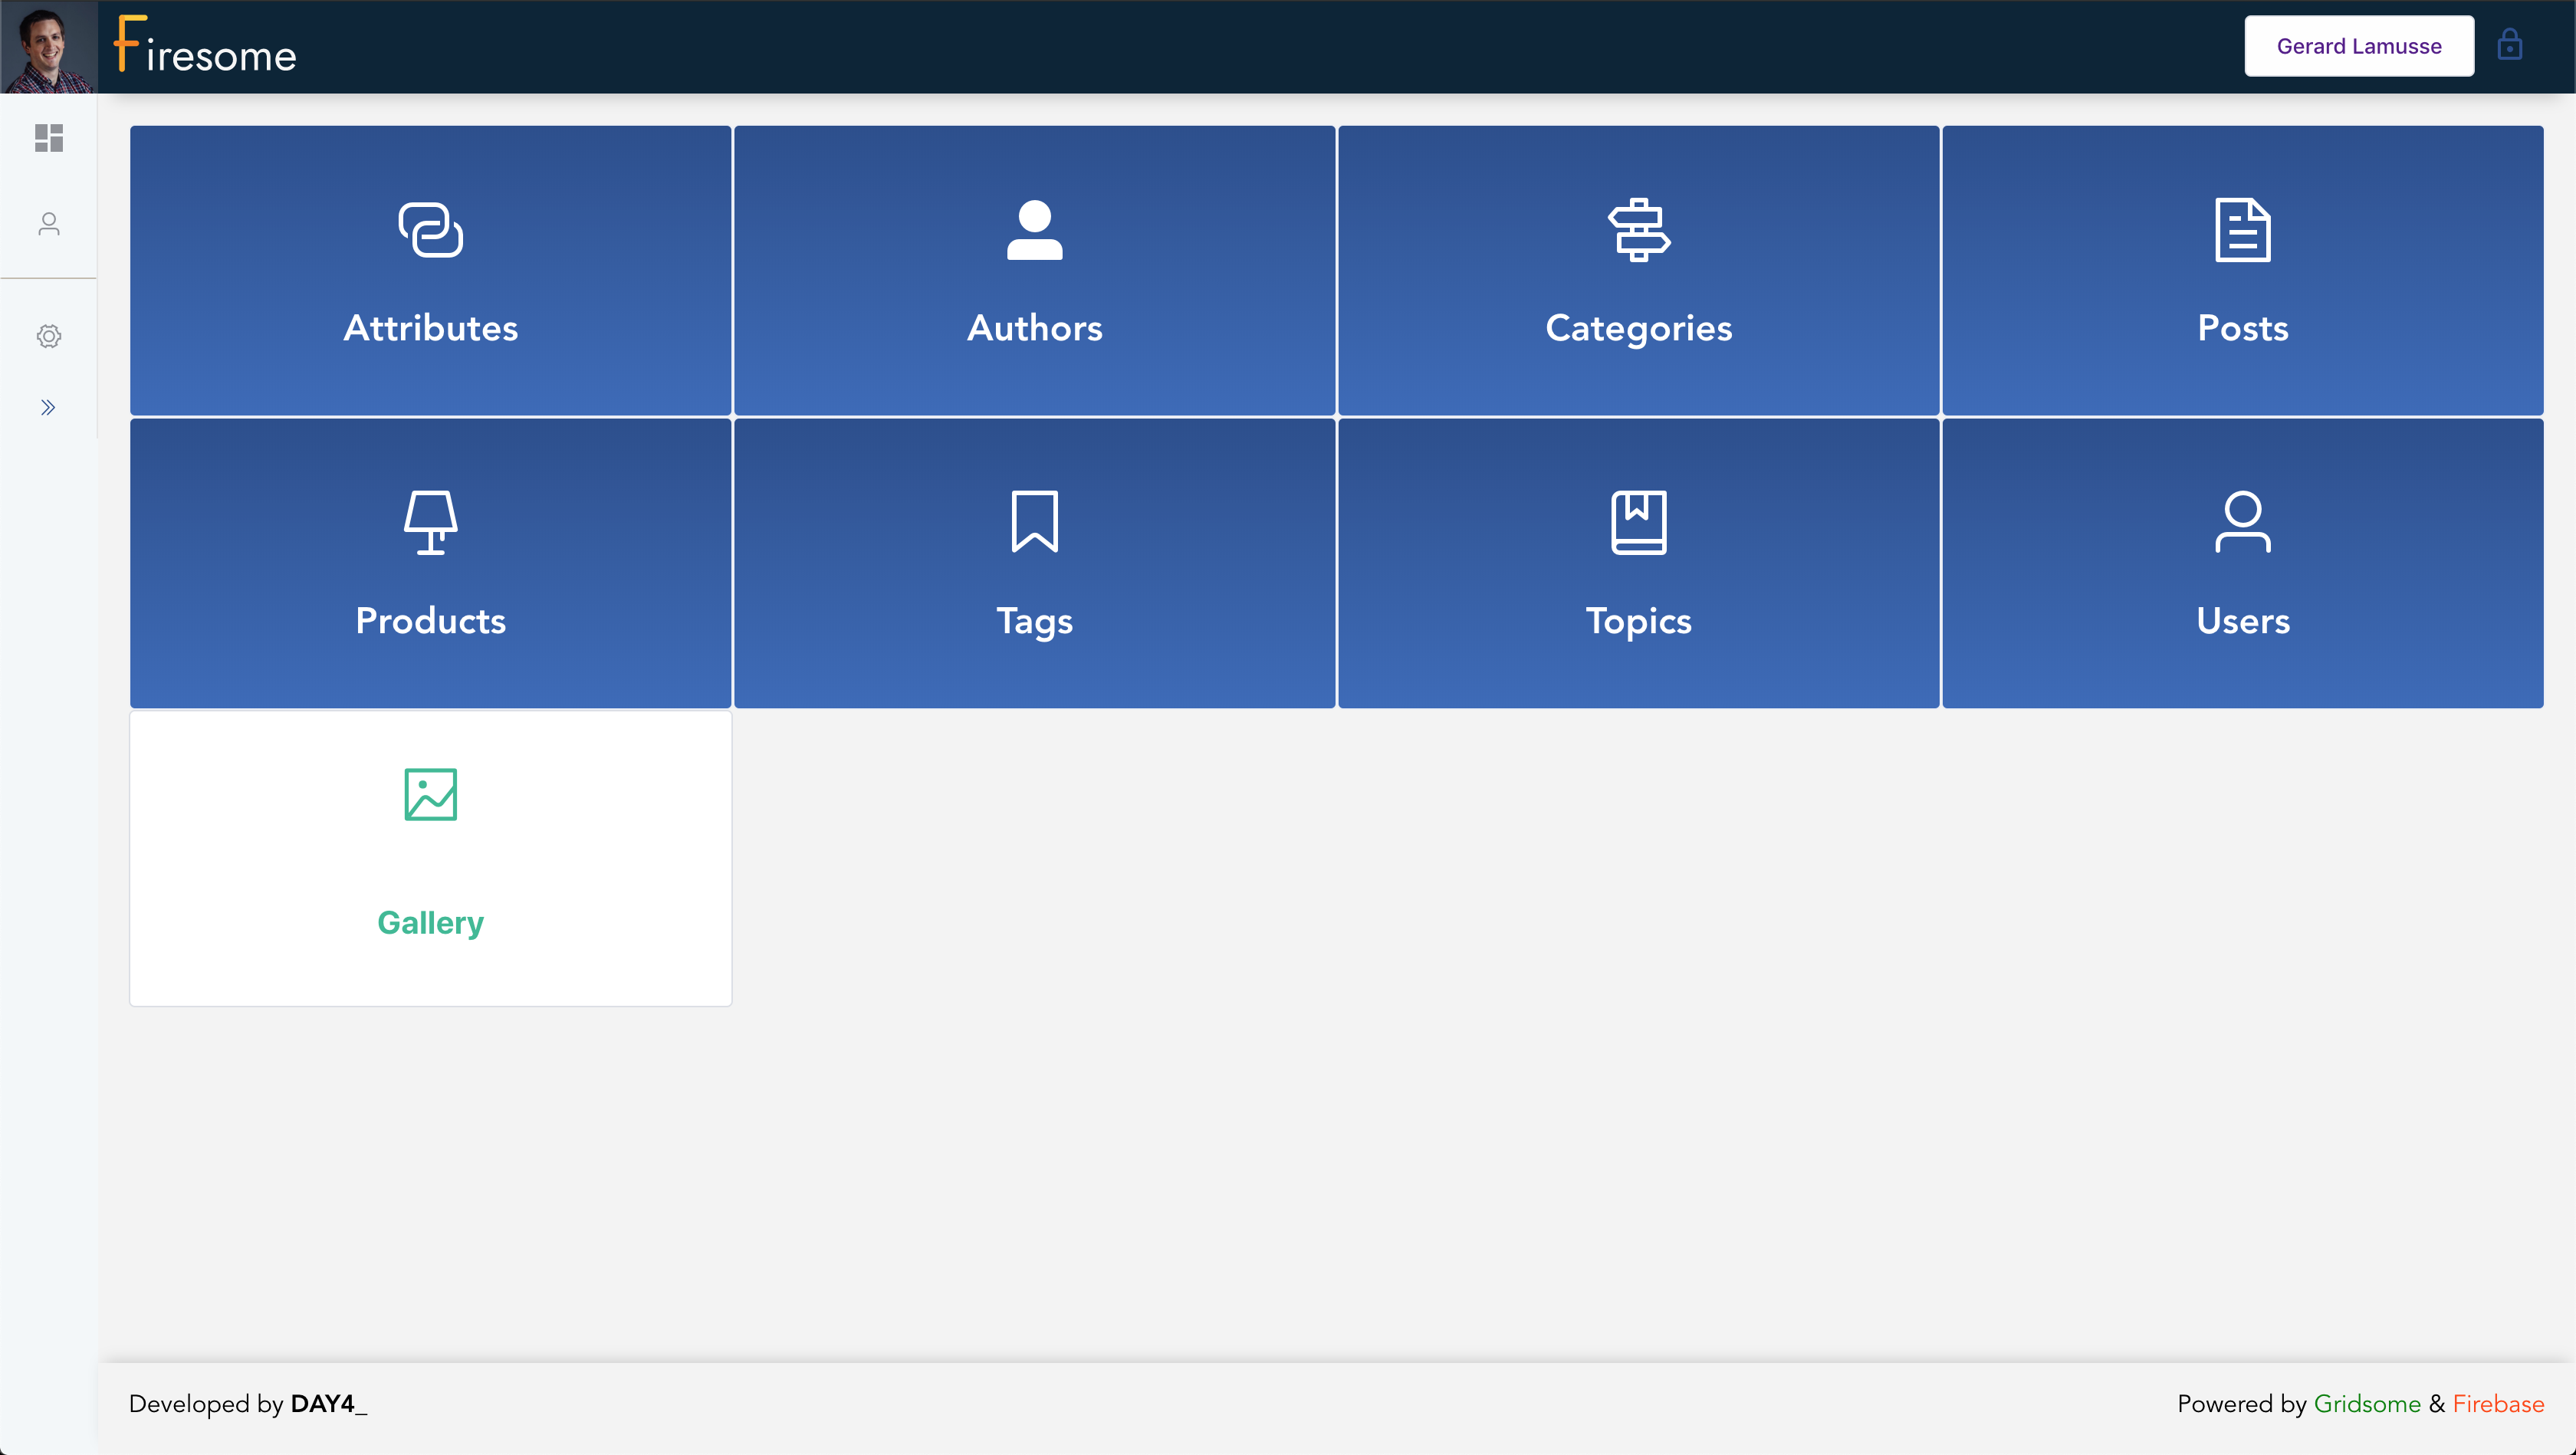 Firesome
Gerard Lamusse
Attributes
Authors
Categories
Posts
Products
Tags
Topics
Users
Gallery
Developed by DAY4_
Powered by Gridsome & Firebase